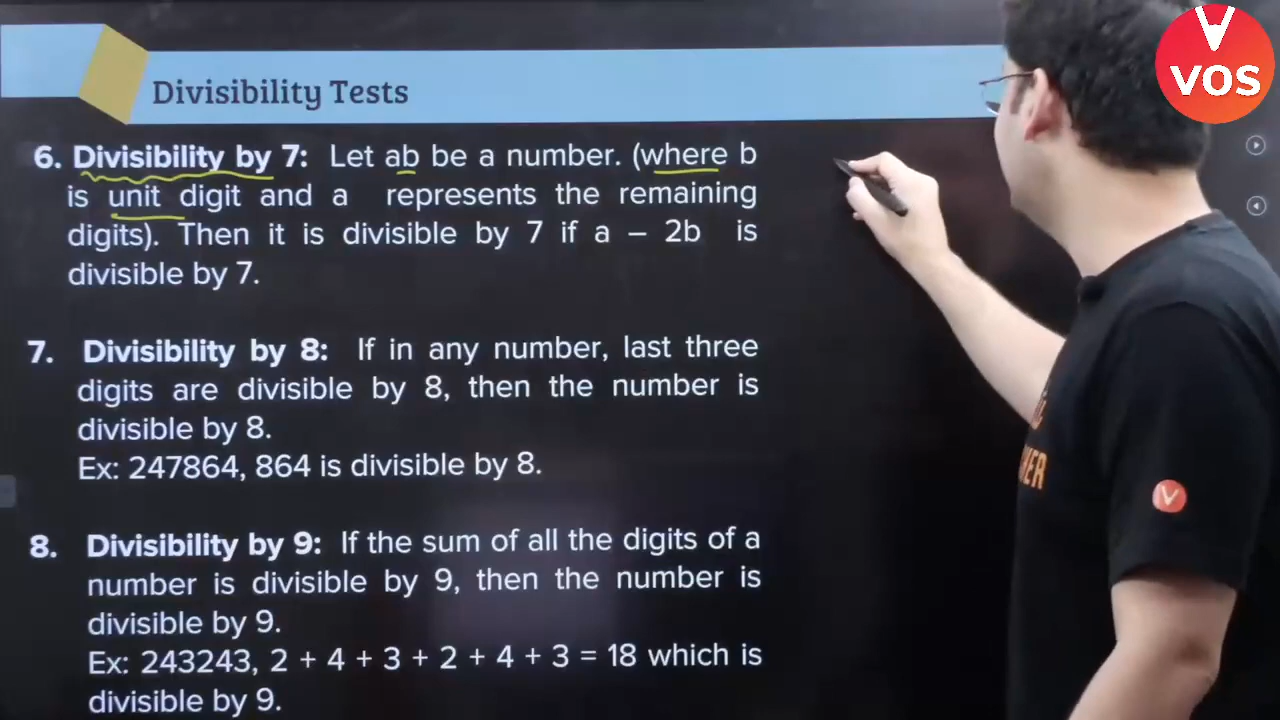 VOS
Divisibility Tests
6. Divisibility by 7: Let ab be a number. (where b
is unit digit and a represents the remaining
digits). Then it is divisible by 7 if a – 2b is
divisible by 7.
7. Divisibility by 8: If in any number, last three
digits are divisible by 8, then the number is
divisible by 8.
Ex: 247864, 864 is divisible by 8.
8. Divisibility by 9: If the sum of all the digits of a
number is divisible by 9, then the number is
divisible by 9.
Ex: 243243, 2 + 4 + 3 + 2 + 4 + 3 = 18 which is
divisible by 9.